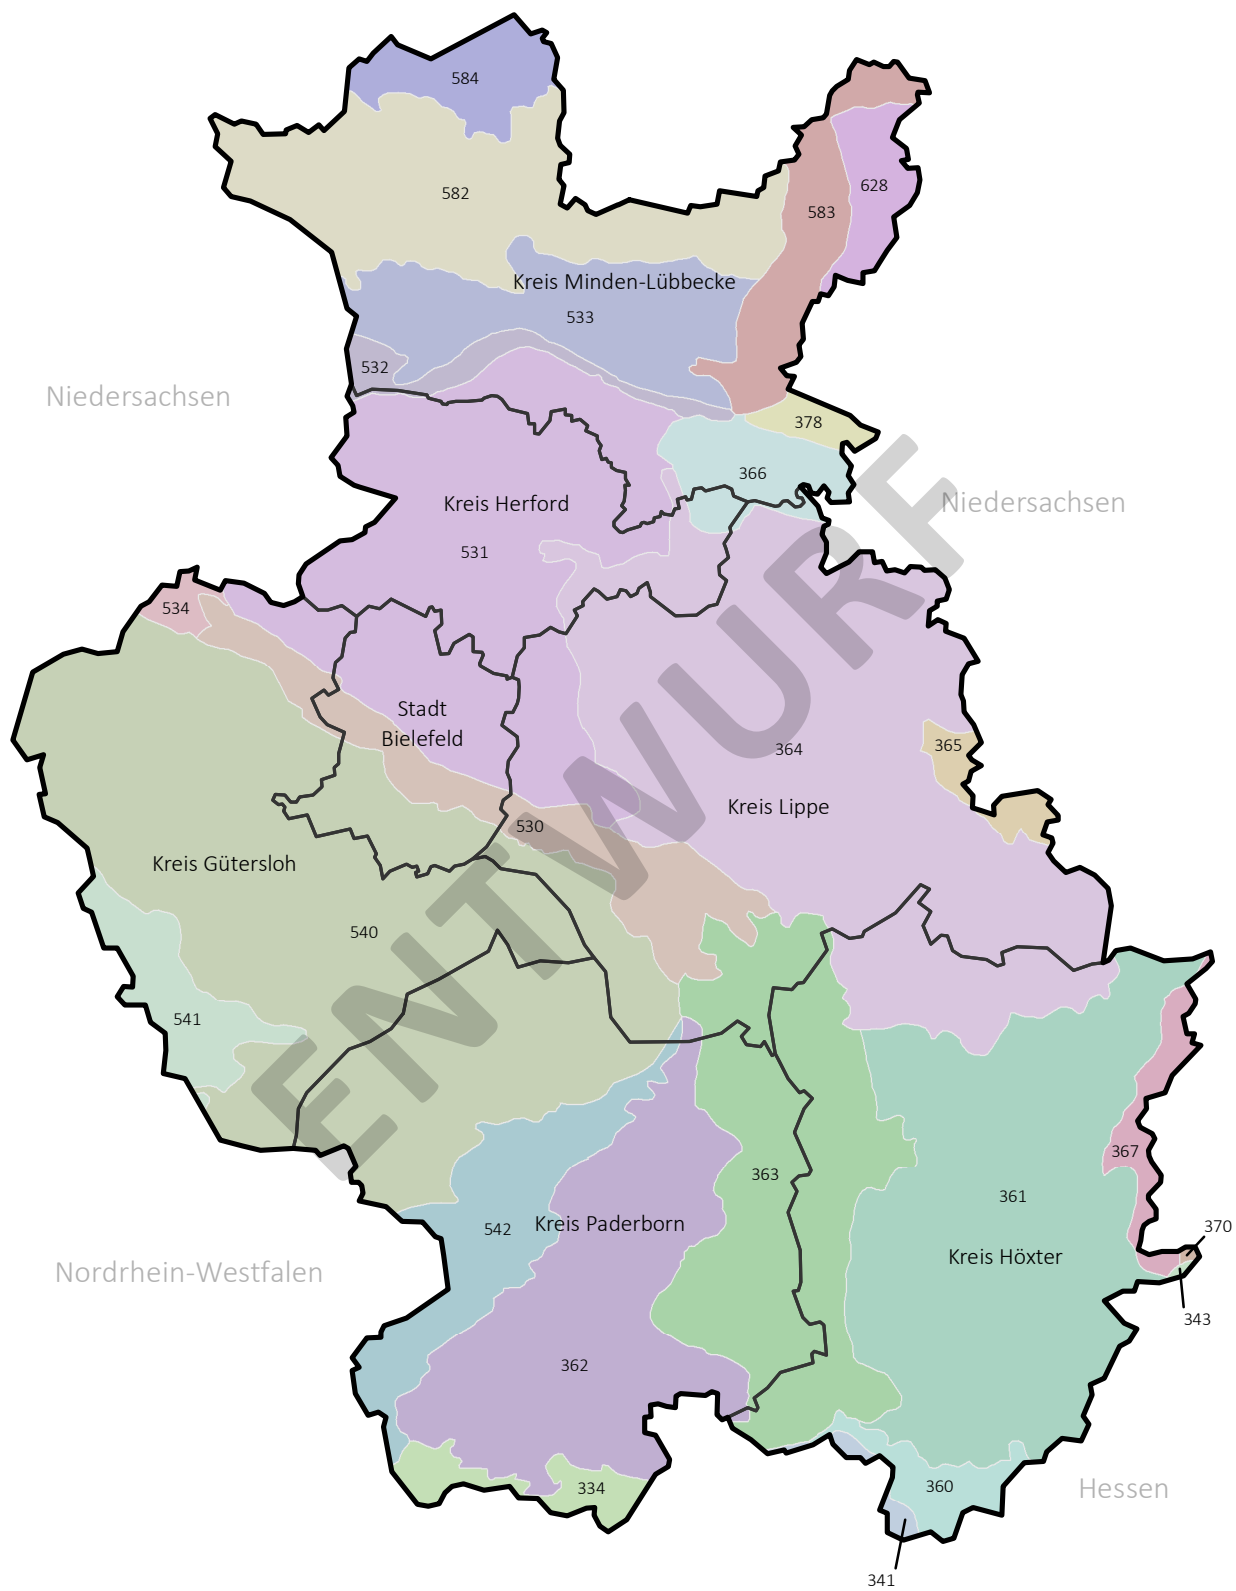 584
582
628
583
Kreis Minden-Lübbecke
533
532
Niedersachsen
378
366
Kreis Herford
Niedersachsen
531
534
Stadt
Bielefeld
364
365
Kreis Lippe
530
Kreis Gütersloh
540
541
ENTWURF
367
363
361
542
Kreis Paderborn
370
Kreis Höxter
Nordrhein-Westfalen
343
362
334
360
Hessen
341